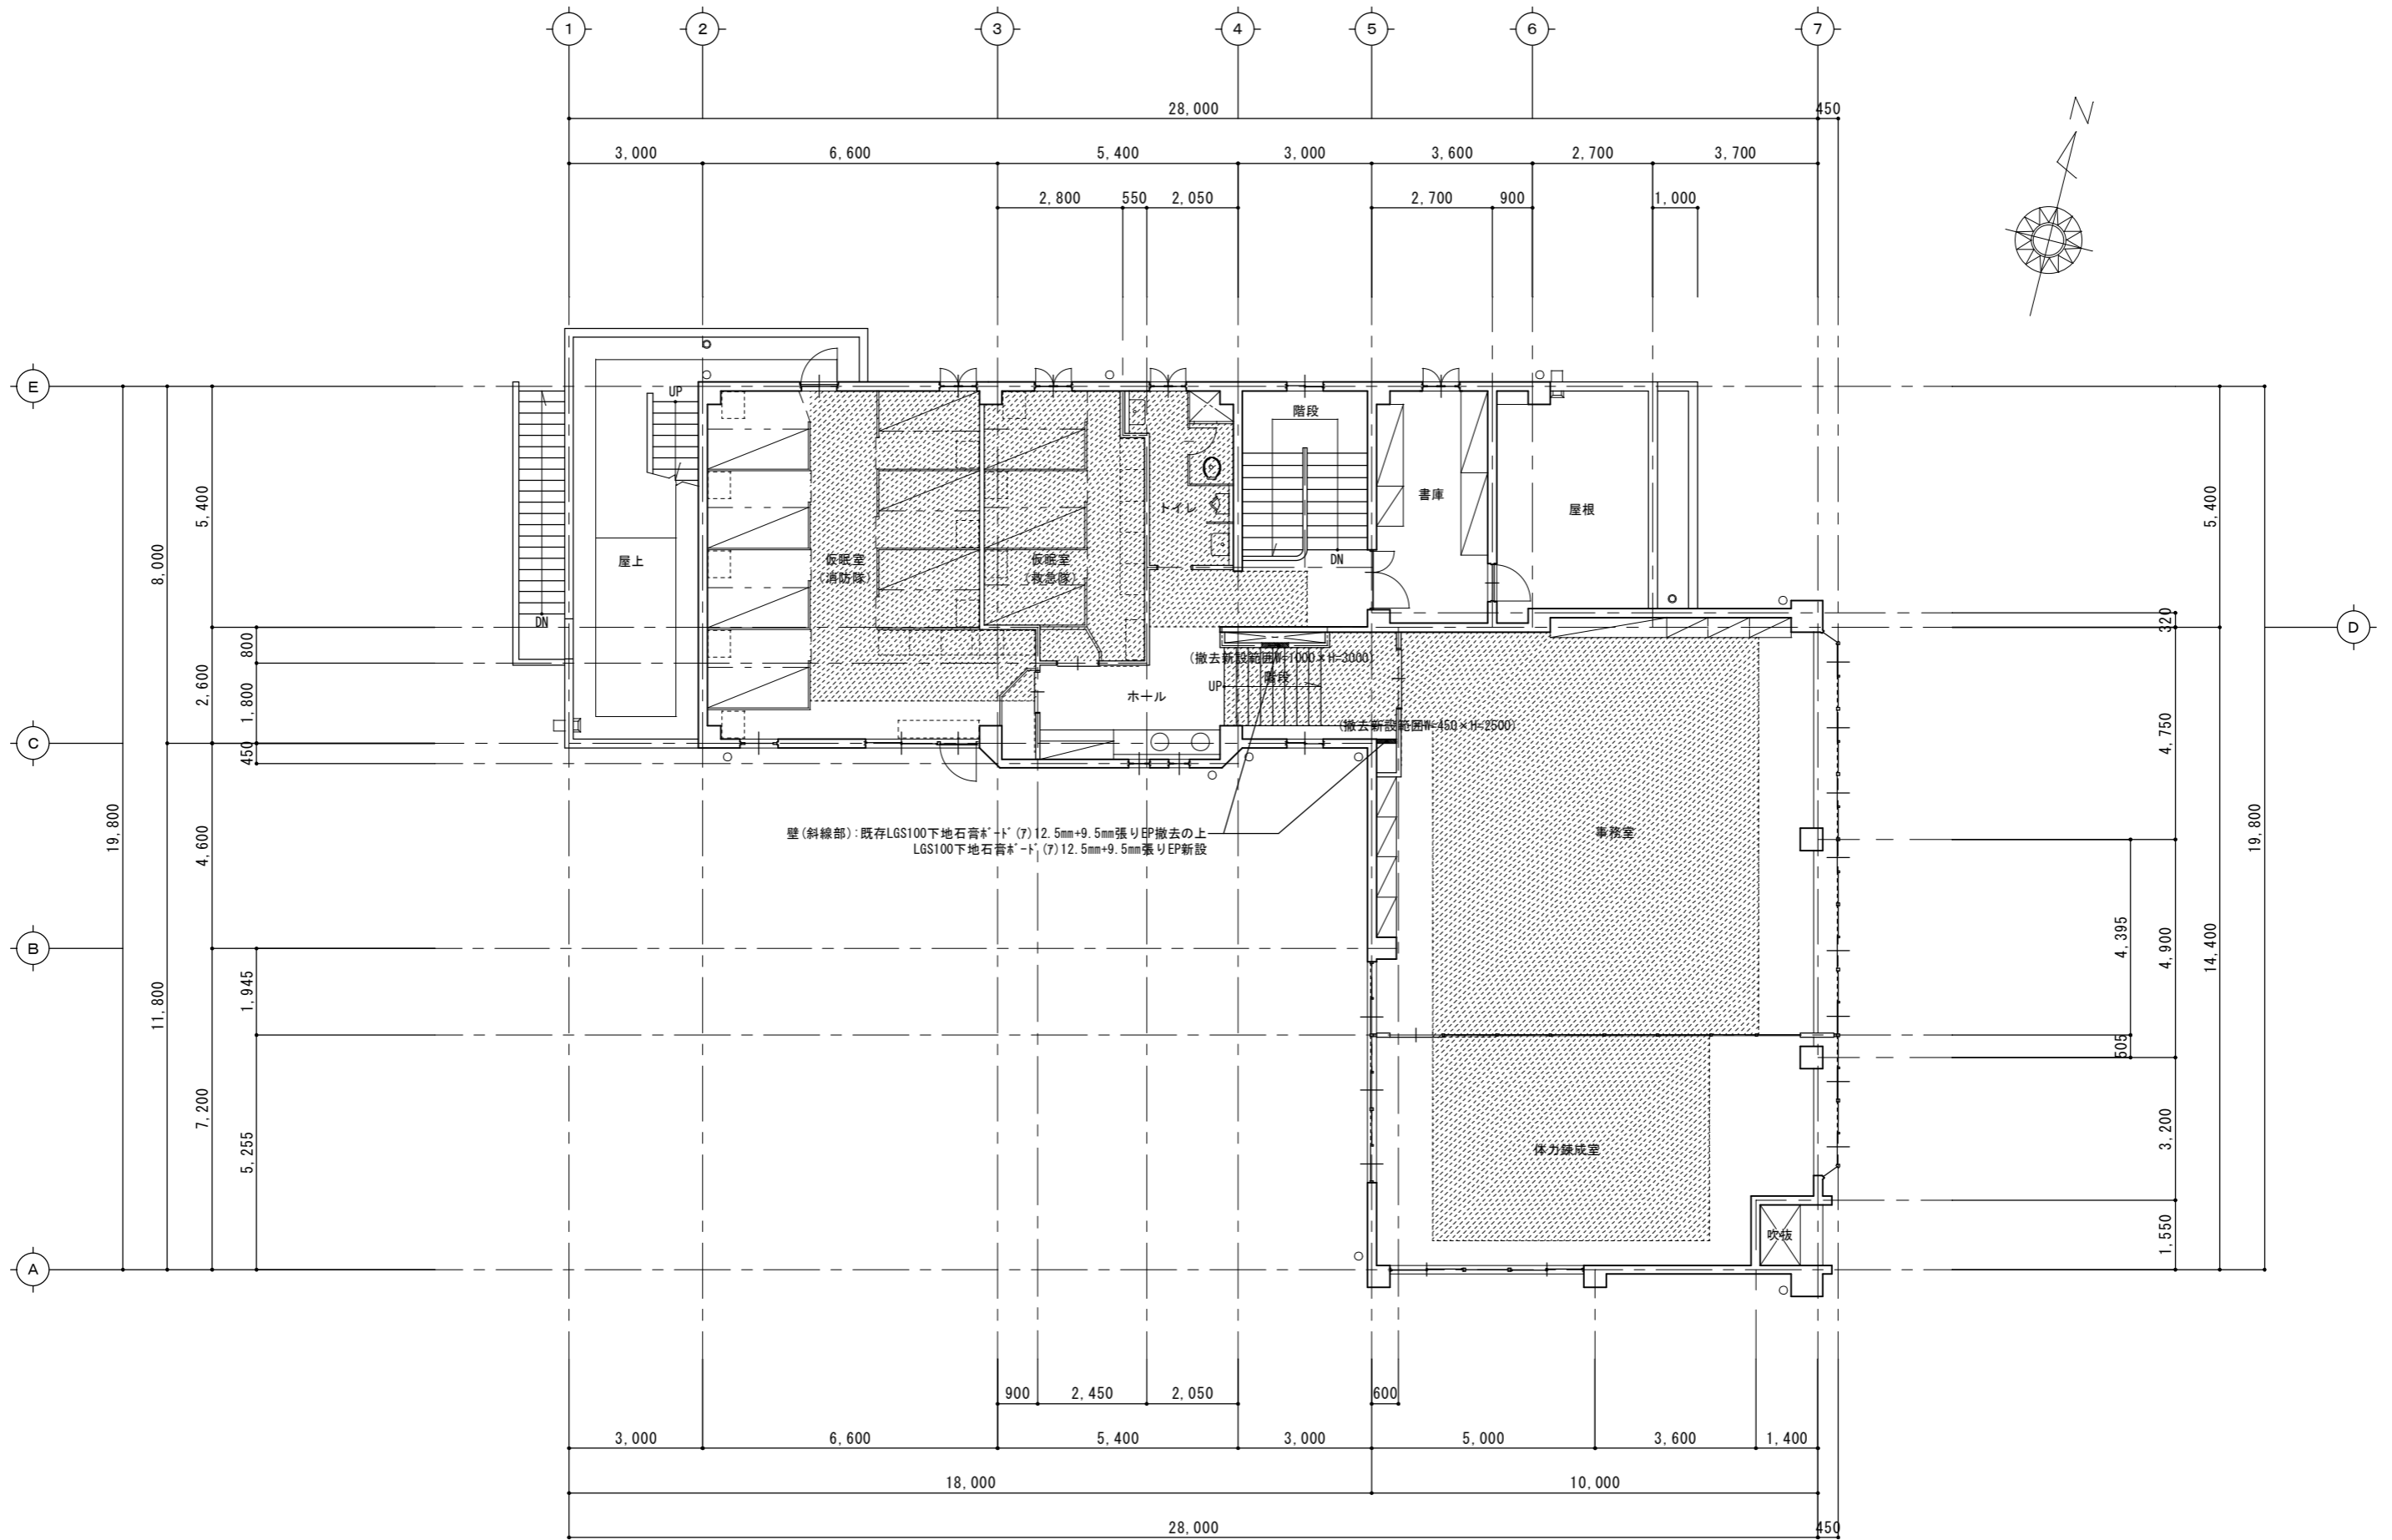 1 2 3 4 5 6 7
28,000 450
3,000 6,600 5,400 3,000 3,600 2,700 3,700
2,800 550 2,050 2,700 900 1,000
N
E
D
C
B
A
19,800
8,000
11,800
5,400
2,600
4,600
7,200
800
1,800
450
1,945
5,255
UP
DN
屋上
仮眠室
(消防隊)
仮眠室
(救急隊)
トイレ
階段
DN
書庫
屋根
ホール
(撤去新設範囲W=1000×H=3000)
階段
UP
(撤去新設範囲W=450×H=2500)
壁(斜線部):既存LGS100下地石膏ボード(ア)12.5mm+9.5mm張りEP撤去の上
LGS100下地石膏ボード(ア)12.5mm+9.5mm張りEP新設
事務室
体力錬成室
吹抜
5,400
320
4,750
4,395
4,900
505
3,200
1,550
14,400
19,800
900 2,450 2,050 600
3,000 6,600 5,400 3,000 5,000 3,600 1,400
18,000 10,000
28,000 450